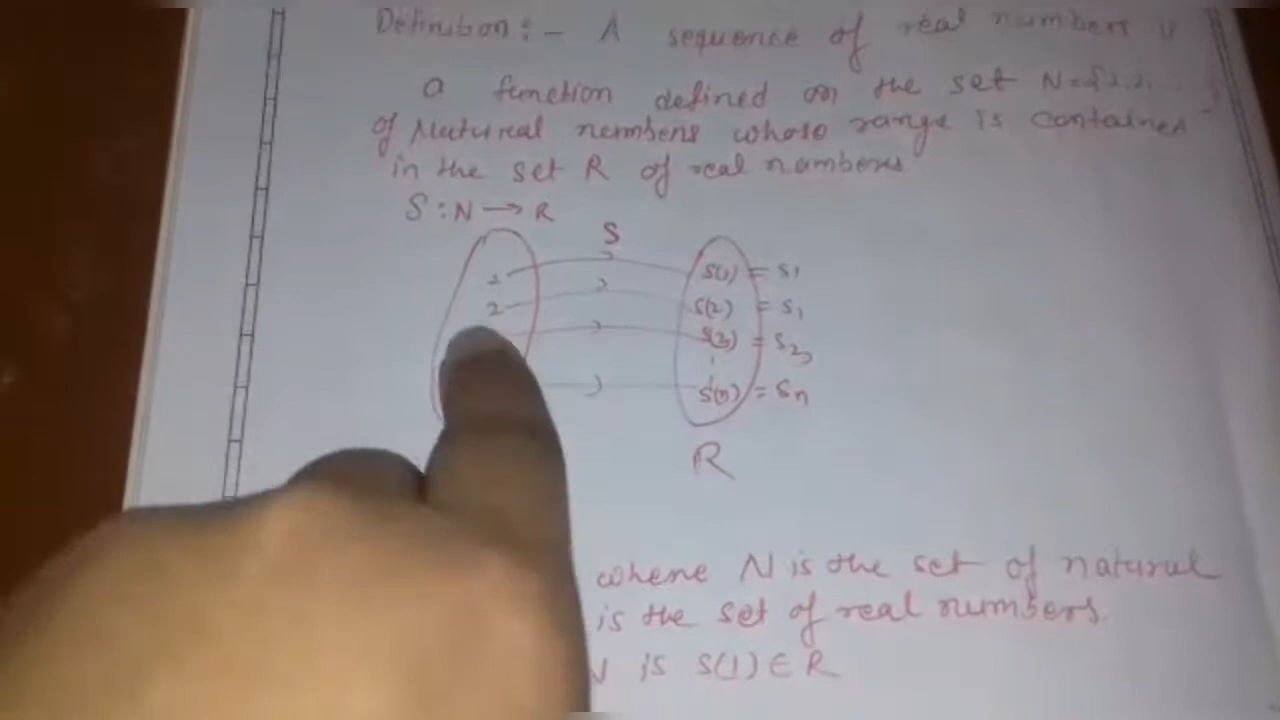 Definition :- A sequence of real numbers is
a function defined on the set N={1,2,...
of Natural numbers whose range is contained
in the set R of real numbers
S : N → R
S
1 S(1) = S1
2 S(2) = S1
S(3) = S3
S(n) = Sn
R
where N is the set of natural
is the set of real numbers.
N is S(1) ∈ R